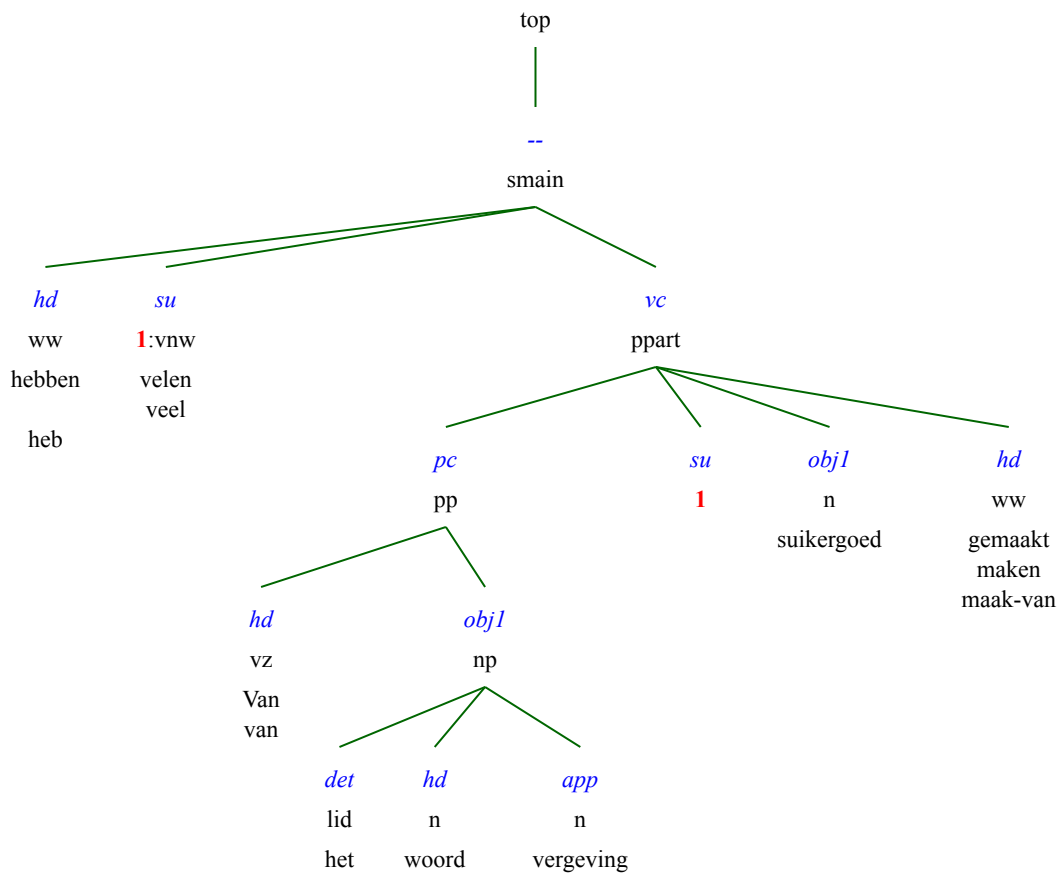 top
--
smain
hd su vc
ww 1:vnw ppart
hebben velen
veel
heb
pc su obj1 hd
pp 1 n ww
suikergoed gemaakt
maken
maak-van
hd obj1
vz np
Van
van
det hd app
lid n n
het woord vergeving